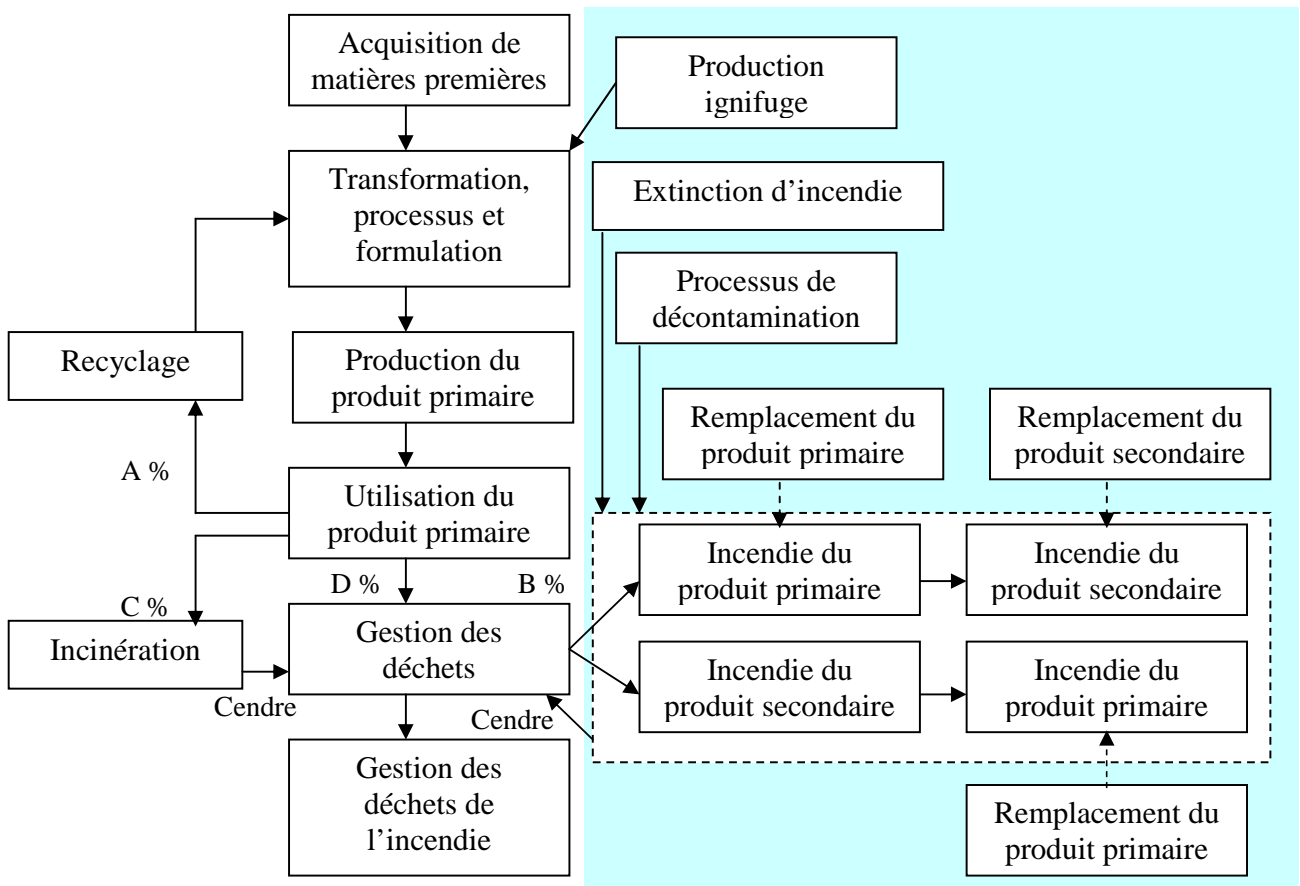 Acquisition de
matières premières
Production
ignifuge
Transformation,
processus et
formulation
Extinction d’incendie
Processus de
décontamination
Recyclage
Production du
produit primaire
Remplacement du
produit primaire
Remplacement du
produit secondaire
A %
Utilisation du
produit primaire
Incendie du
produit primaire
Incendie du
produit secondaire
C %
D %
B %
Incinération
Gestion des
déchets
Incendie du
produit secondaire
Incendie du
produit primaire
Cendre
Cendre
Gestion des
déchets de
l’incendie
Remplacement du
produit primaire